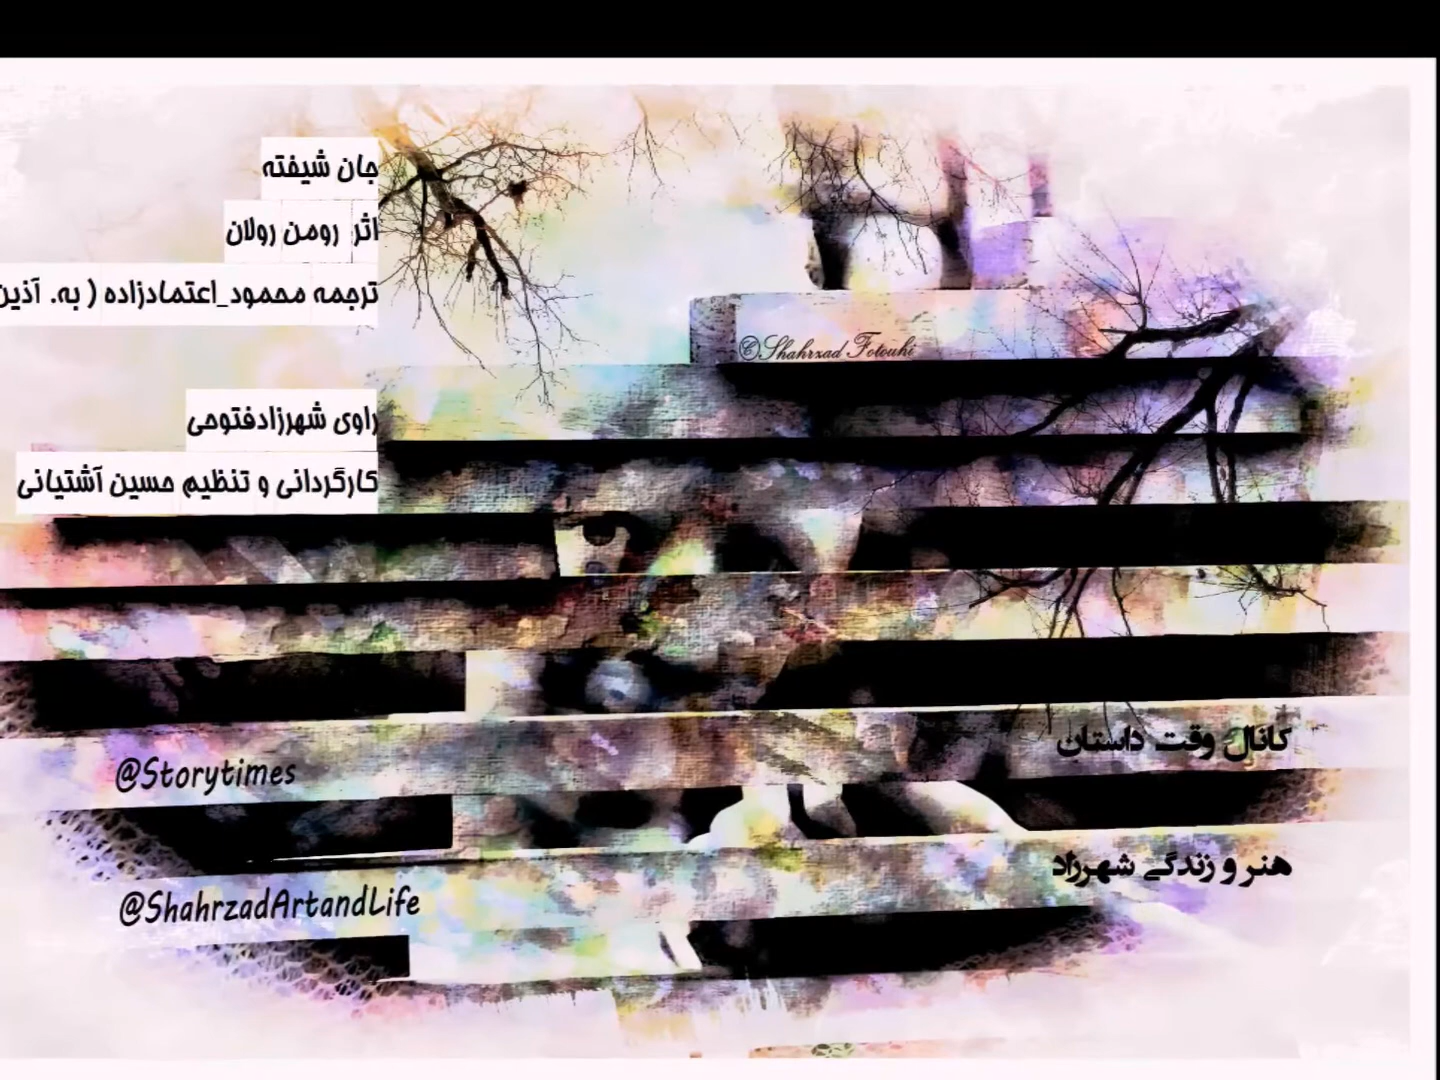 جان شیفته
اثر رومن رولان
ترجمه محمود_اعتمادزاده ( به. آذین
©Shahrzad Fotouhi
راوی شهرزادفتوحی
کارگردانی و تنظیم حسین آشتیانی
کانال وقت داستان
@Storytimes
هنر و زندگے شهرزاد
@ShahrzadArtandLife